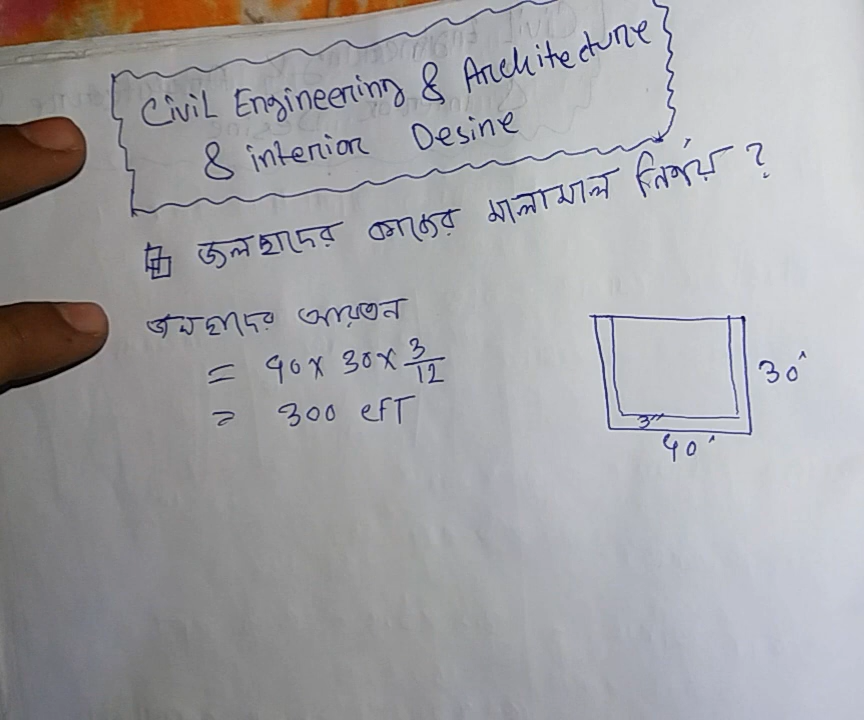 Civil Engineering & Architecture
& interior Desine
জলছাদের কাজের মালামাল নির্ণয় ?
জলছাদের আয়তন
= 40 x 30 x 3/12
= 300 cft
30'
3"
40'